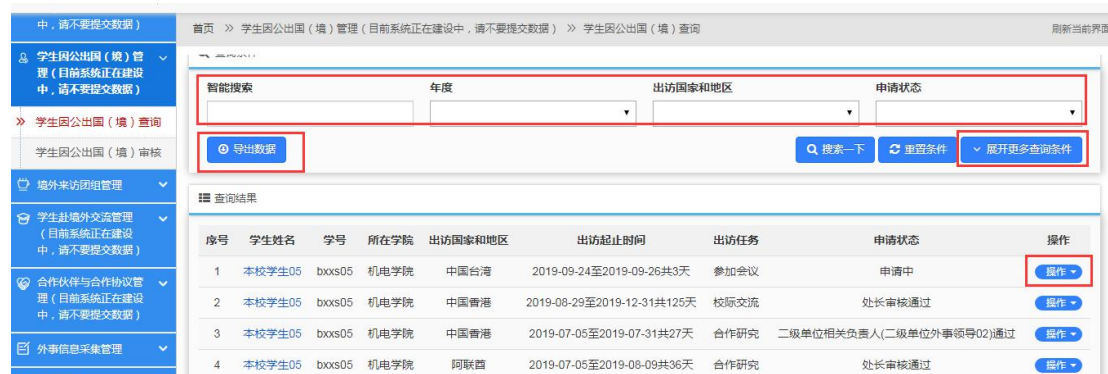 中，请不要提交数据）
首页 》 学生因公出国（境）管理（目前系统正在建设中，请不要提交数据） 》 学生因公出国（境）查询
刷新当前界面
学生因公出国（境）管
理（目前系统正在建设
中，请不要提交数据）
学生因公出国（境）查询
学生因公出国（境）审核
境外来访团组管理
学生赴境外交流管理
（目前系统正在建设
中，请不要提交数据）
合作伙伴与合作协议管
理（目前系统正在建设
中，请不要提交数据）
外事信息采集管理
智能搜索 年度 出访国家和地区 申请状态
导出数据 搜索一下 重置条件 展开更多查询条件
查询结果
序号 学生姓名 学号 所在学院 出访国家和地区 出访起止时间 出访任务 申请状态 操作
1 本校学生05 bxxs05 机电学院 中国台湾 2019-09-24至2019-09-26共3天 参加会议 申请中 操作
2 本校学生05 bxxs05 机电学院 中国香港 2019-08-29至2019-12-31共125天 校际交流 处长审核通过 操作
3 本校学生05 bxxs05 机电学院 中国香港 2019-07-05至2019-07-31共27天 合作研究 二级单位相关负责人(二级单位外事领导02)通过 操作
4 本校学生05 bxxs05 机电学院 阿联酋 2019-07-05至2019-08-09共36天 合作研究 处长审核通过 操作